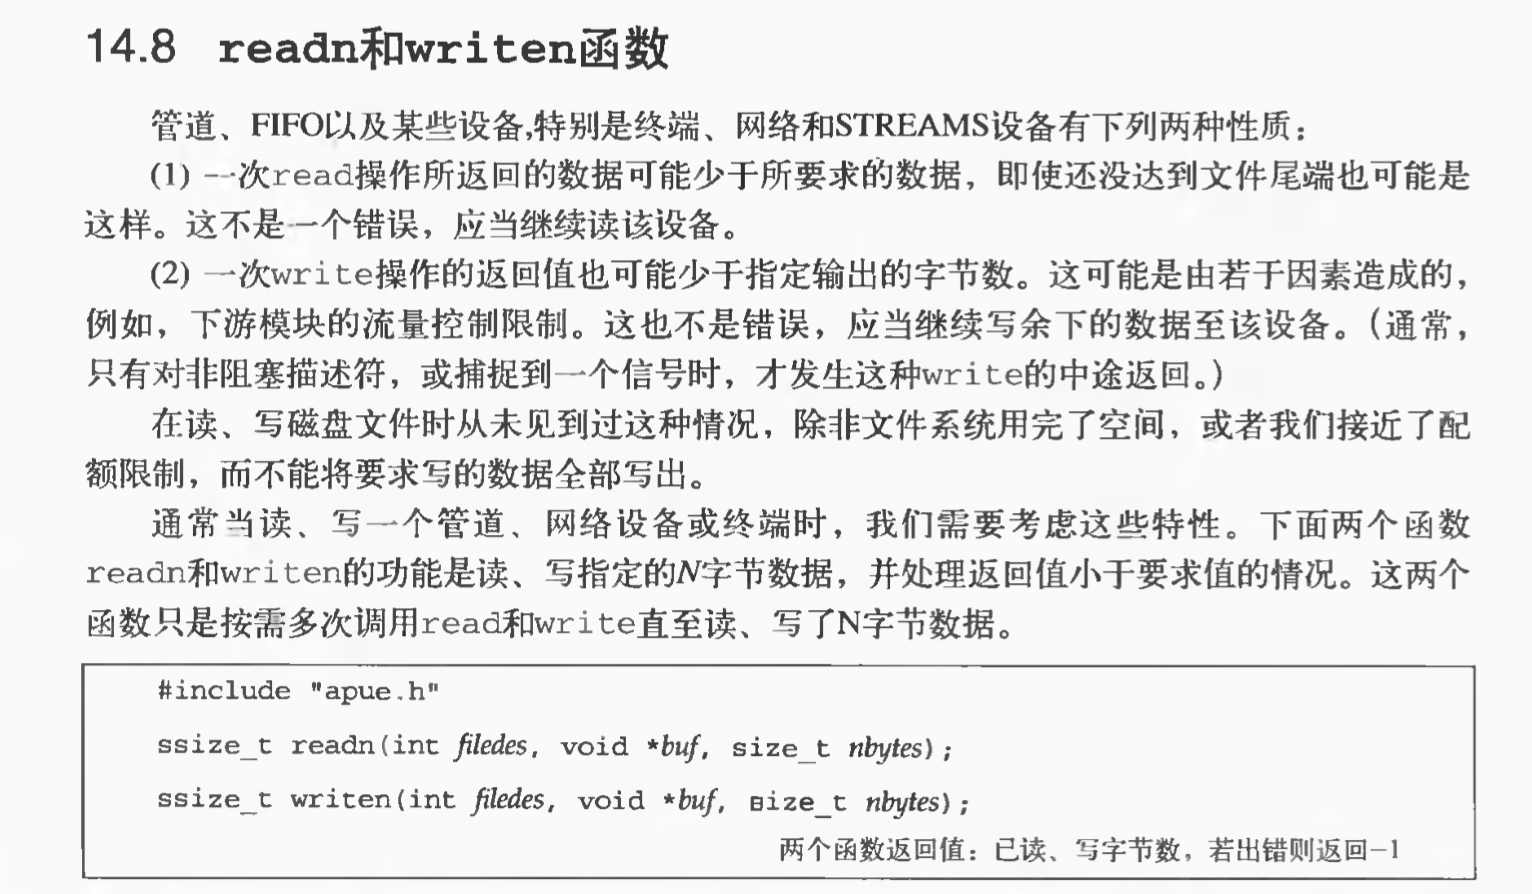 14.8 readn和writen函数
管道、FIFO以及某些设备,特别是终端、网络和STREAMS设备有下列两种性质：
(1) 一次read操作所返回的数据可能少于所要求的数据，即使还没达到文件尾端也可能是
这样。这不是一个错误，应当继续读该设备。
(2) 一次write操作的返回值也可能少于指定输出的字节数。这可能是由若干因素造成的，
例如，下游模块的流量控制限制。这也不是错误，应当继续写余下的数据至该设备。（通常，
只有对非阻塞描述符，或捕捉到一个信号时，才发生这种write的中途返回。）
在读、写磁盘文件时从未见到过这种情况，除非文件系统用完了空间，或者我们接近了配
额限制，而不能将要求写的数据全部写出。
通常当读、写一个管道、网络设备或终端时，我们需要考虑这些特性。下面两个函数
readn和writen的功能是读、写指定的N字节数据，并处理返回值小于要求值的情况。这两个
函数只是按需多次调用read和write直至读、写了N字节数据。
#include "apue.h"
ssize_t readn(int filedes, void *buf, size_t nbytes);
ssize_t writen(int filedes, void *buf, size_t nbytes);
两个函数返回值：已读、写字节数，若出错则返回-1